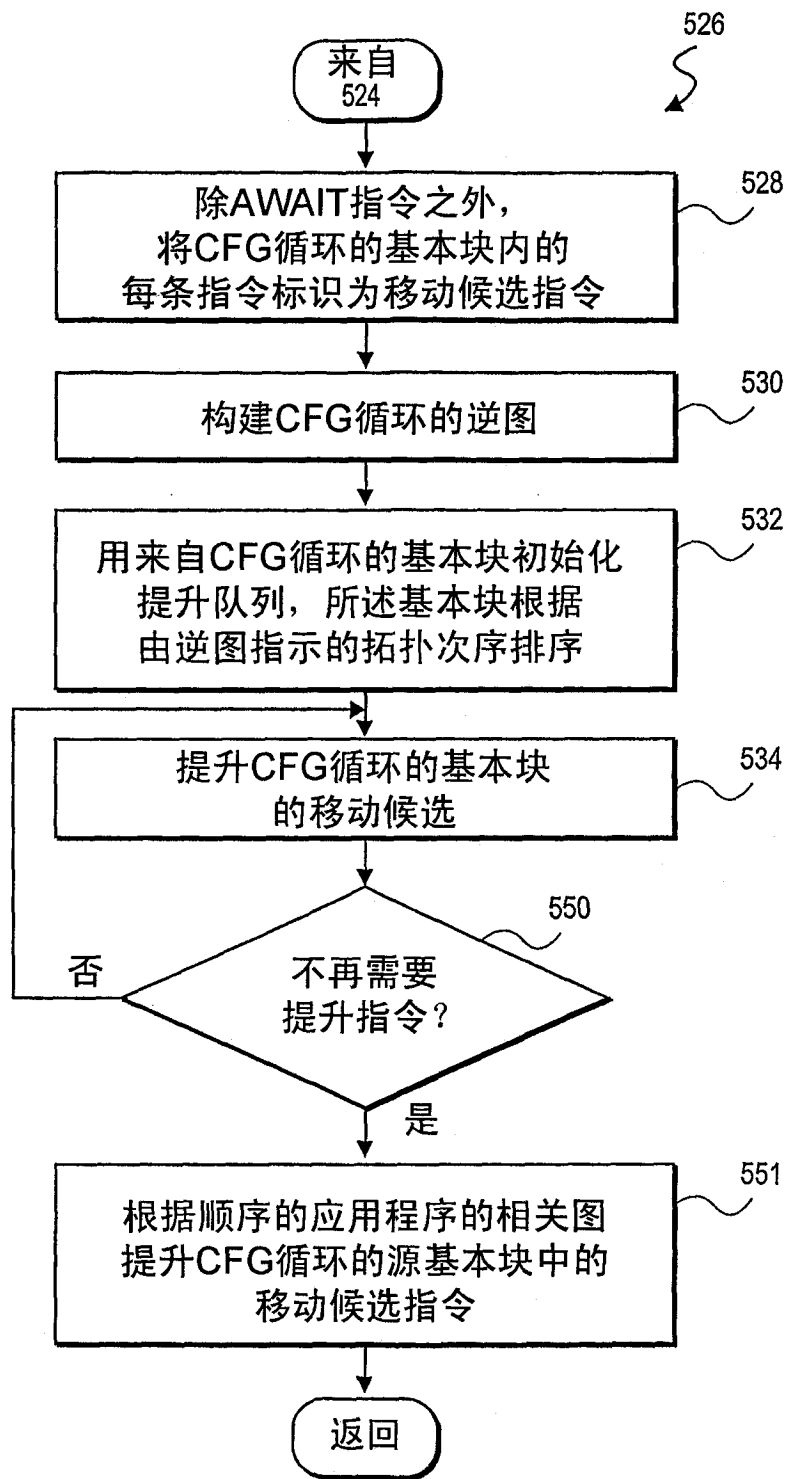 526
来自
524
528
除AWAIT指令之外，
将CFG循环的基本块内的
每条指令标识为移动候选指令
530
构建CFG循环的逆图
532
用来自CFG循环的基本块初始化
提升队列，所述基本块根据
由逆图指示的拓扑次序排序
534
提升CFG循环的基本块
的移动候选
550
否
不再需要
提升指令？
是
551
根据顺序的应用程序的相关图
提升CFG循环的源基本块中的
移动候选指令
返回